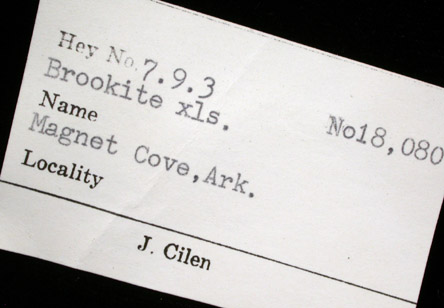 Hey No. 7.9.3
Brookite xls. No18,080
Name
Magnet Cove,Ark.
Locality
J. Cilen